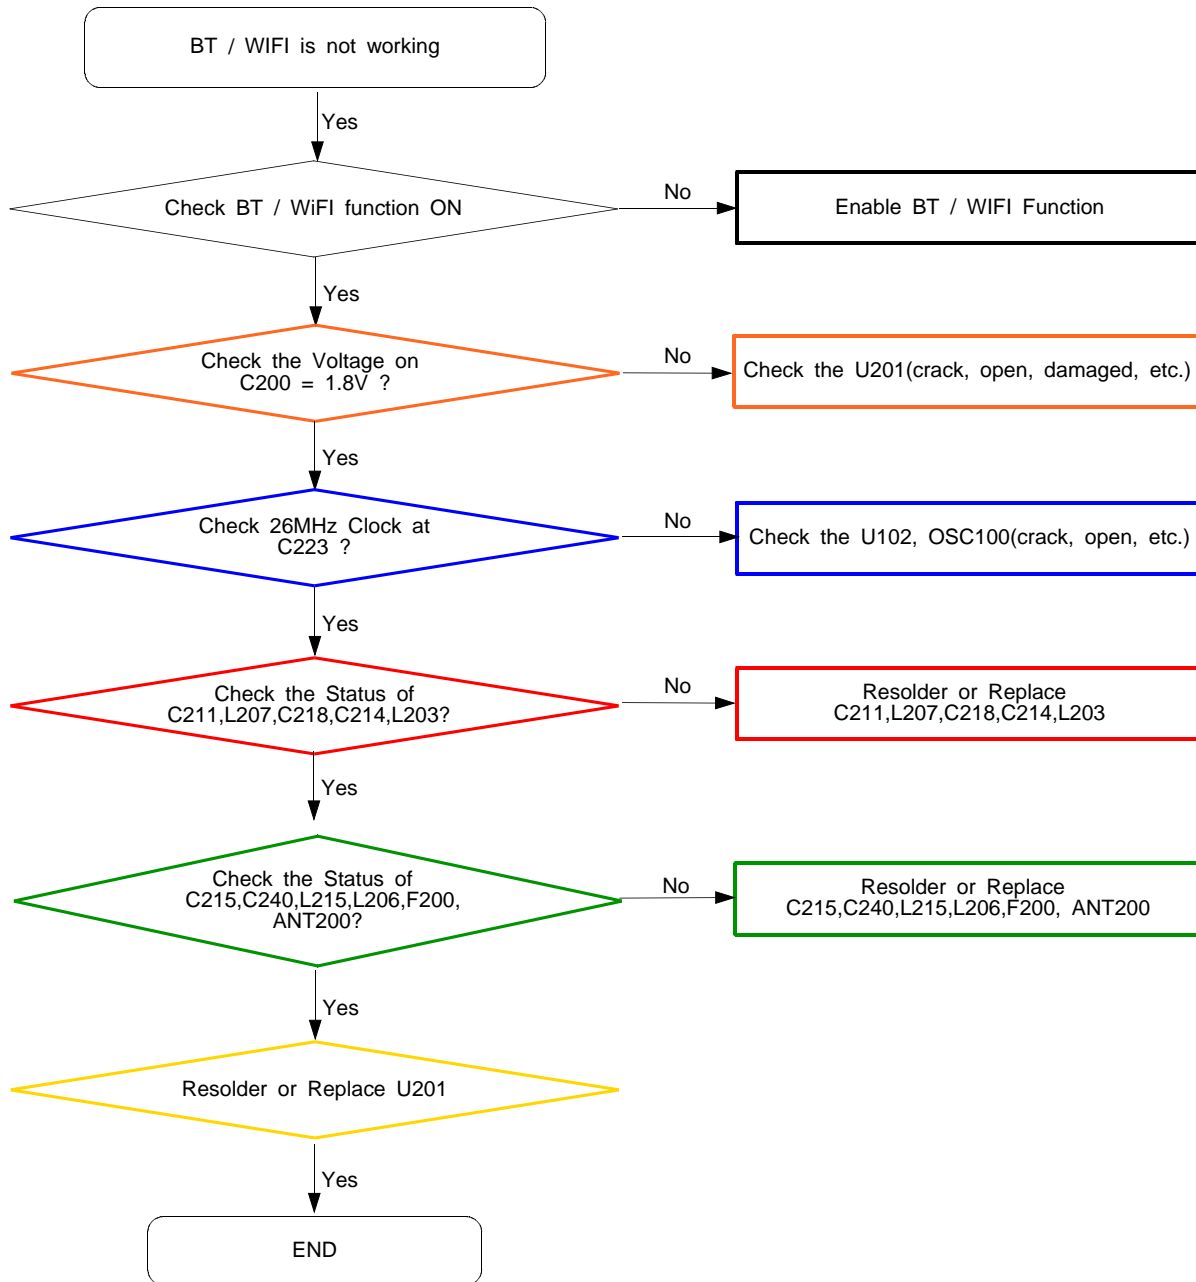 BT / WIFI is not working
Yes
Check BT / WiFI function ON
No
Enable BT / WIFI Function
Yes
Check the Voltage on
C200 = 1.8V ?
No
Check the U201(crack, open, damaged, etc.)
Yes
Check 26MHz Clock at
C223 ?
No
Check the U102, OSC100(crack, open, etc.)
Yes
Check the Status of
C211,L207,C218,C214,L203?
No
Resolder or Replace
C211,L207,C218,C214,L203
Yes
Check the Status of
C215,C240,L215,L206,F200,
ANT200?
No
Resolder or Replace
C215,C240,L215,L206,F200, ANT200
Yes
Resolder or Replace U201
Yes
END